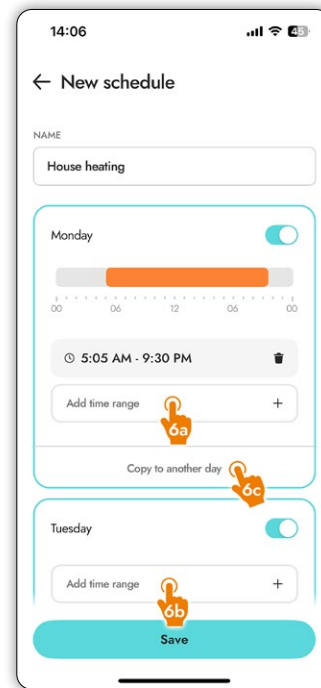 14:06
45
← New schedule
NAME
House heating
Monday
00 06 12 06 00
5:05 AM - 9:30 PM
Add time range +
6a
Copy to another day
6c
Tuesday
Add time range +
6b
Save